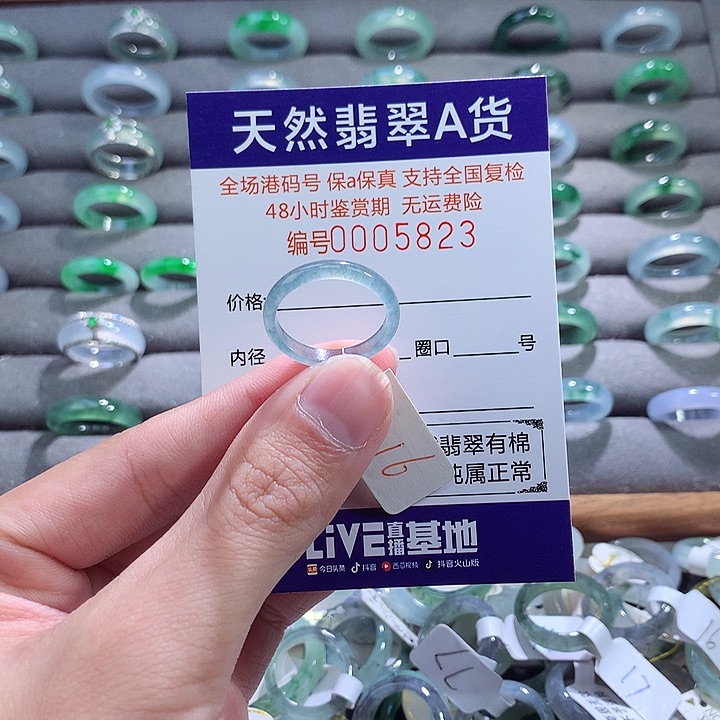 天然翡翠A货
全场港码号 保a保真 支持全国复检
48小时鉴赏期 无运费险
编号0005823
价格
内径 圈口 号
翡翠有棉
纯属正常
16
LiVE直播基地
今日头条 抖音 西瓜视频 抖音火山版
17
16